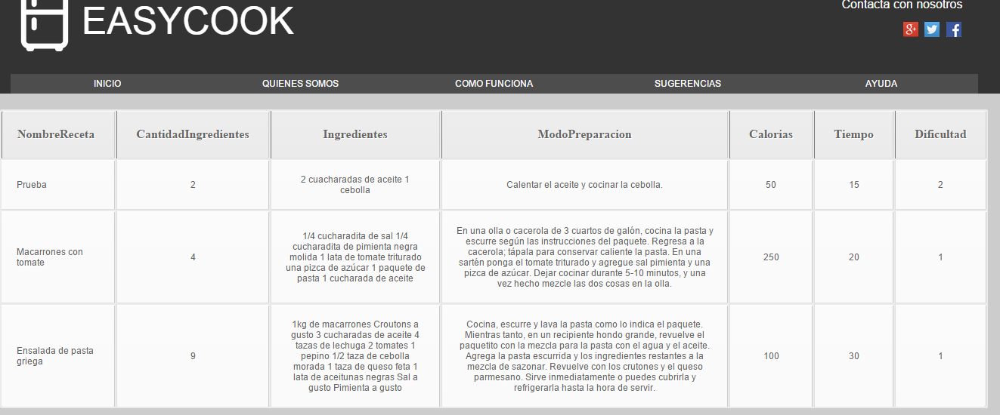 Contacta con nosotros
EASYCOOK
INICIO QUIENES SOMOS COMO FUNCIONA SUGERENCIAS AYUDA
NombreReceta CantidadIngredientes Ingredientes ModoPreparacion Calorias Tiempo Dificultad
Prueba
2
2 cuacharadas de aceite 1
cebolla
Calentar el aceite y cocinar la cebolla.
50
15
2
Macarrones con
tomate
4
1/4 cucharadita de sal 1/4
cucharadita de pimienta negra
molida 1 lata de tomate triturado
una pizca de azúcar 1 paquete de
pasta 1 cucharada de aceite
En una olla o cacerola de 3 cuartos de galón, cocina la pasta y
escurre según las instrucciones del paquete. Regresa a la
cacerola; tápala para conservar caliente la pasta. En una
sartén ponga el tomate triturado y agregue sal pimienta y una
pizca de azúcar. Dejar cocinar durante 5-10 minutos, y una
vez hecho mezcle las dos cosas en la olla.
250
20
1
Ensalada de pasta
griega
9
1kg de macarrones Croutons a
gusto 3 cucharadas de aceite 4
tazas de lechuga 2 tomates 1
pepino 1/2 taza de cebolla
morada 1 taza de queso feta 1
lata de aceitunas negras Sal a
gusto Pimienta a gusto
Cocina, escurre y lava la pasta como lo indica el paquete.
Mientras tanto, en un recipiente hondo grande, revuelve el
paquetito con la mezcla para la pasta con el agua y el aceite.
Agrega la pasta escurrida y los ingredientes restantes a la
mezcla de sazonar. Revuelve con los crutones y el queso
parmesano. Sirve inmediatamente o puedes cubrirla y
refrigerarla hasta la hora de servir.
100
30
1